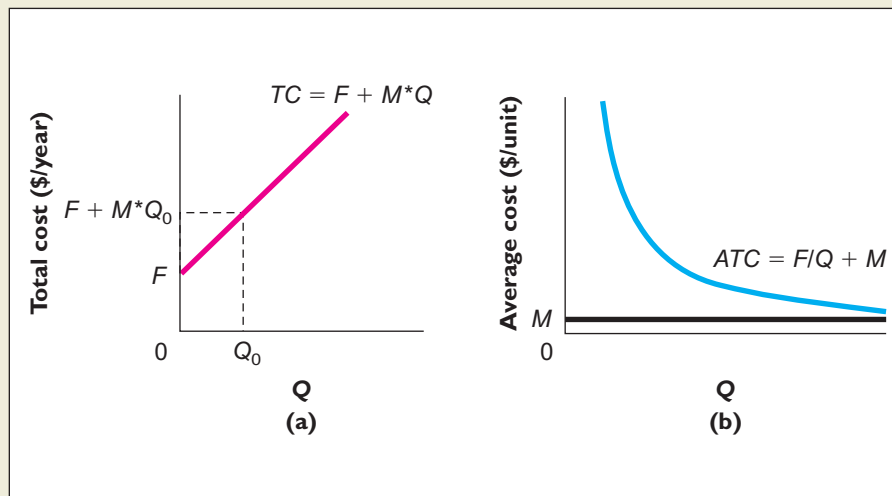 Total cost ($/year)
TC = F + M*Q
F + M*Q₀
F
0
Q₀
Q
(a)
Average cost ($/unit)
ATC = F/Q + M
M
0
Q
(b)